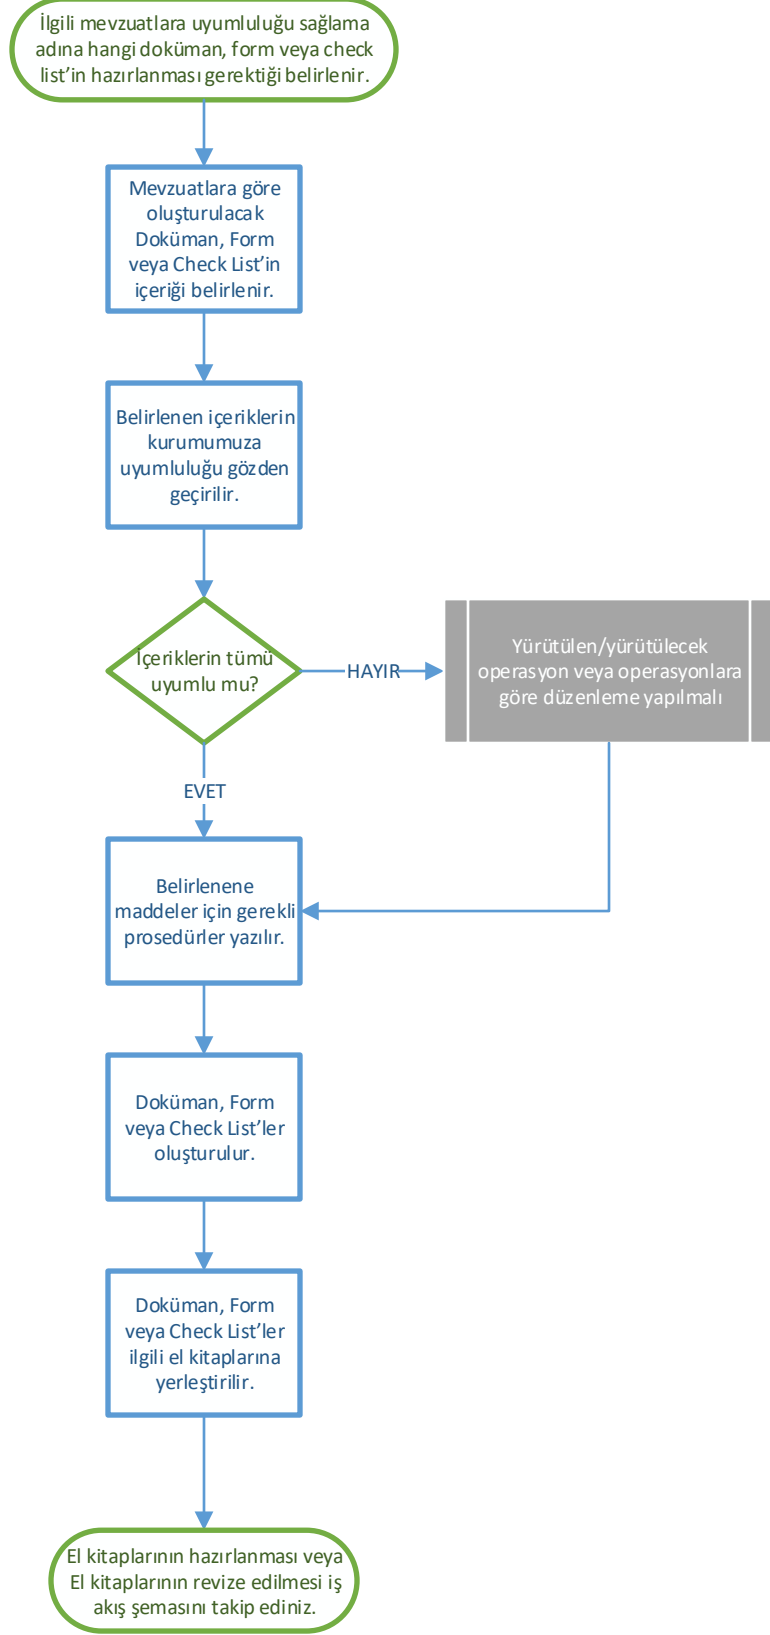 İlgili mevzuatlara uyumluluğu sağlama
adına hangi doküman, form veya check
list’in hazırlanması gerektiği belirlenir.
Mevzuatlara göre
oluşturulacak
Doküman, Form
veya Check List’in
içeriği belirlenir.
Belirlenen içeriklerin
kurumumuza
uyumluluğu gözden
geçirilir.
İçeriklerin tümü
uyumlu mu?
HAYIR
Yürütülen/yürütülecek
operasyon veya operasyonlara
göre düzenleme yapılmalı
EVET
Belirlenene
maddeler için gerekli
prosedürler yazılır.
Doküman, Form
veya Check List’ler
oluşturulur.
Doküman, Form
veya Check List’ler
ilgili el kitaplarına
yerleştirilir.
El kitaplarının hazırlanması veya
El kitaplarının revize edilmesi iş
akış şemasını takip ediniz.